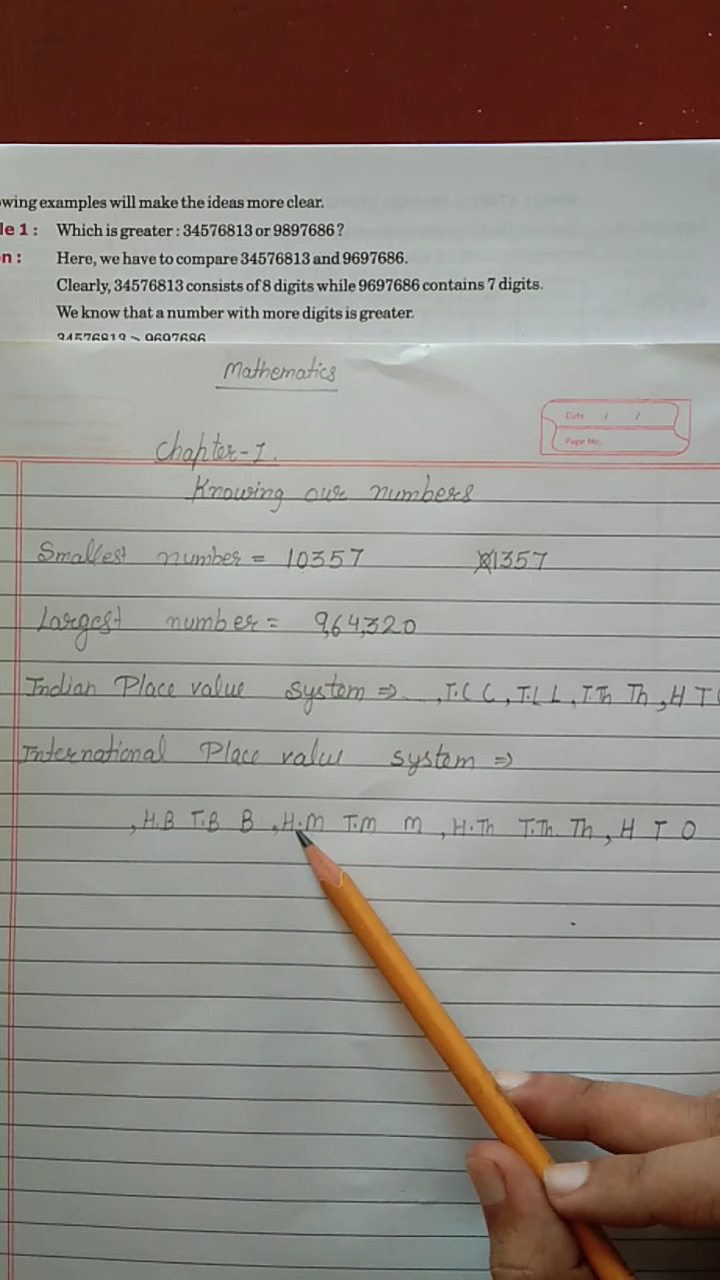 wing examples will make the ideas more clear.
le 1 : Which is greater : 34576813 or 9897686 ?
n : Here, we have to compare 34576813 and 9697686.
Clearly, 34576813 consists of 8 digits while 9697686 contains 7 digits.
We know that a number with more digits is greater.
34576813 > 9697686
Mathematics
Date / /
Page No.
Chapter-1.
Knowing our numbers
Smallest number = 10357 1357
Largest number = 9,64,320
Indian Place value system ⇒ ..., T.C C, T.L L, T.Th Th, H T
International Place value system ⇒
, H.B T.B B , H.M T.M M , H.Th T.Th Th , H T O